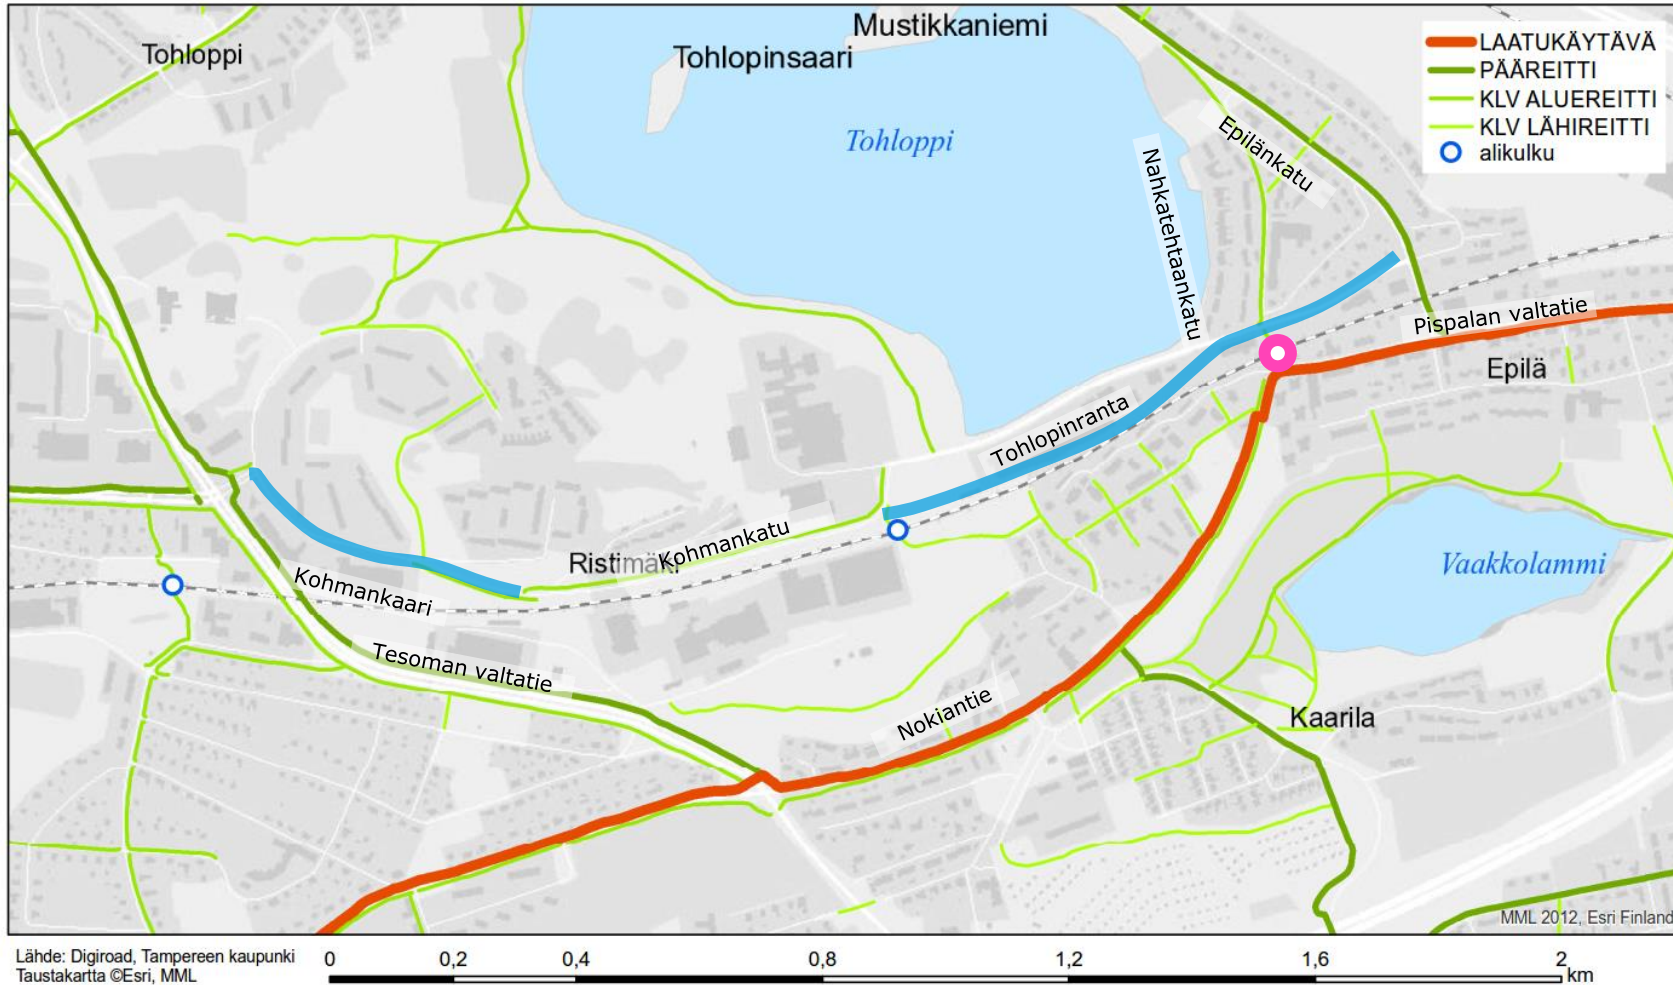 Mustikkaniemi
Tohloppi
Tohlopinsaari
LAATUKÄYTÄVÄ
PÄÄREITTI
KLV ALUEREITTI
KLV LÄHIREITTI
alikulku
Tohloppi
Epilänkatu
Nahkatehtaankatu
Pispalan valtatie
Epilä
Tohlopinranta
Kohmankatu
Ristimäki
Kohmankaari
Vaakkolammi
Tesoman valtatie
Nokiantie
Kaarila
MML 2012, Esri Finland
Lähde: Digiroad, Tampereen kaupunki
Taustakartta ©Esri, MML
0 0,2 0,4 0,8 1,2 1,6 2
km